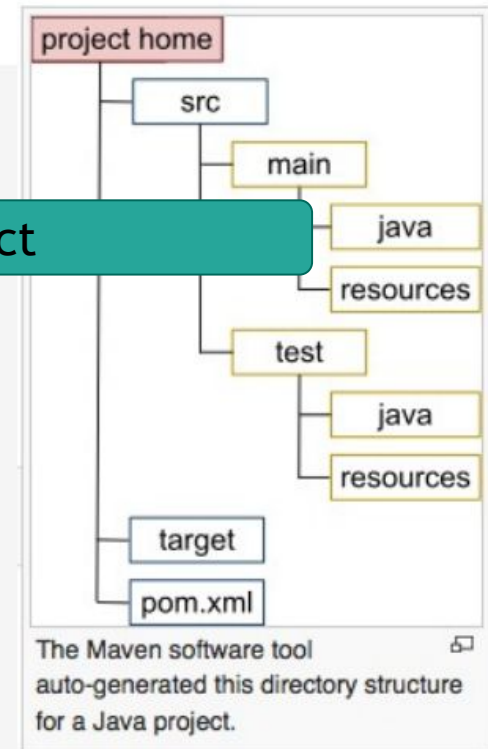 project home
src
main
ct
java
resources
test
java
resources
target
pom.xml
The Maven software tool
auto-generated this directory structure
for a Java project.